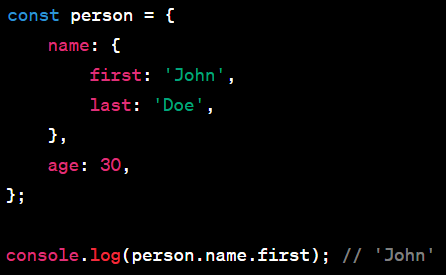 const person = {
    name: {
        first: 'John',
        last: 'Doe',
    },
    age: 30,
};

console.log(person.name.first); // 'John'